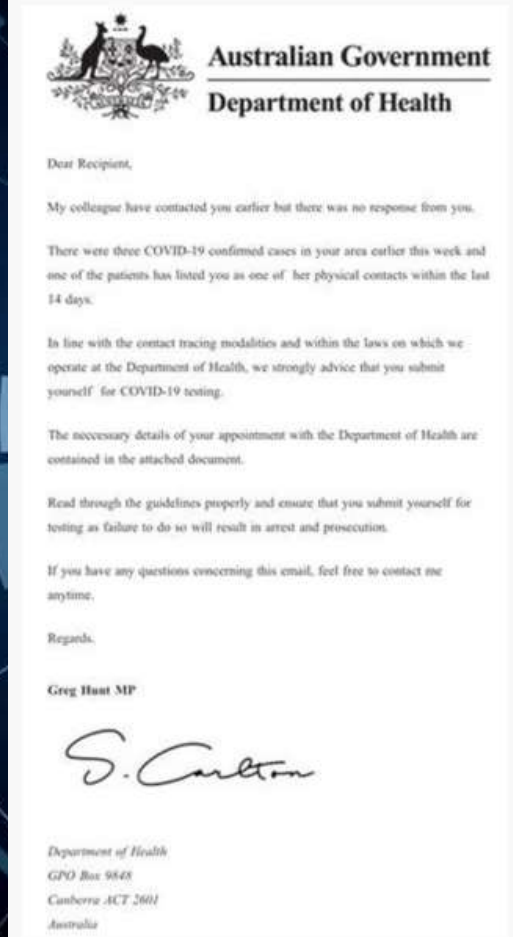 Australian Government
Department of Health
Dear Recipient,
My colleague have contacted you earlier but there was no response from you.
There were three COVID-19 confirmed cases in your area earlier this week and
one of the patients has listed you as one of her physical contacts within the last
14 days.
In line with the contact tracing modalities and within the laws on which we
operate at the Department of Health, we strongly advice that you submit
yourself for COVID-19 testing.
The neccessary details of your appointment with the Department of Health are
contained in the attached document.
Read through the guidelines properly and ensure that you submit yourself for
testing as failure to do so will result in arrest and prosecution.
If you have any questions concerning this email, feel free to contact me
anytime.
Regards.
Greg Hunt MP
S. Carlton
Department of Health
GPO Box 9848
Canberra ACT 2601
Australia